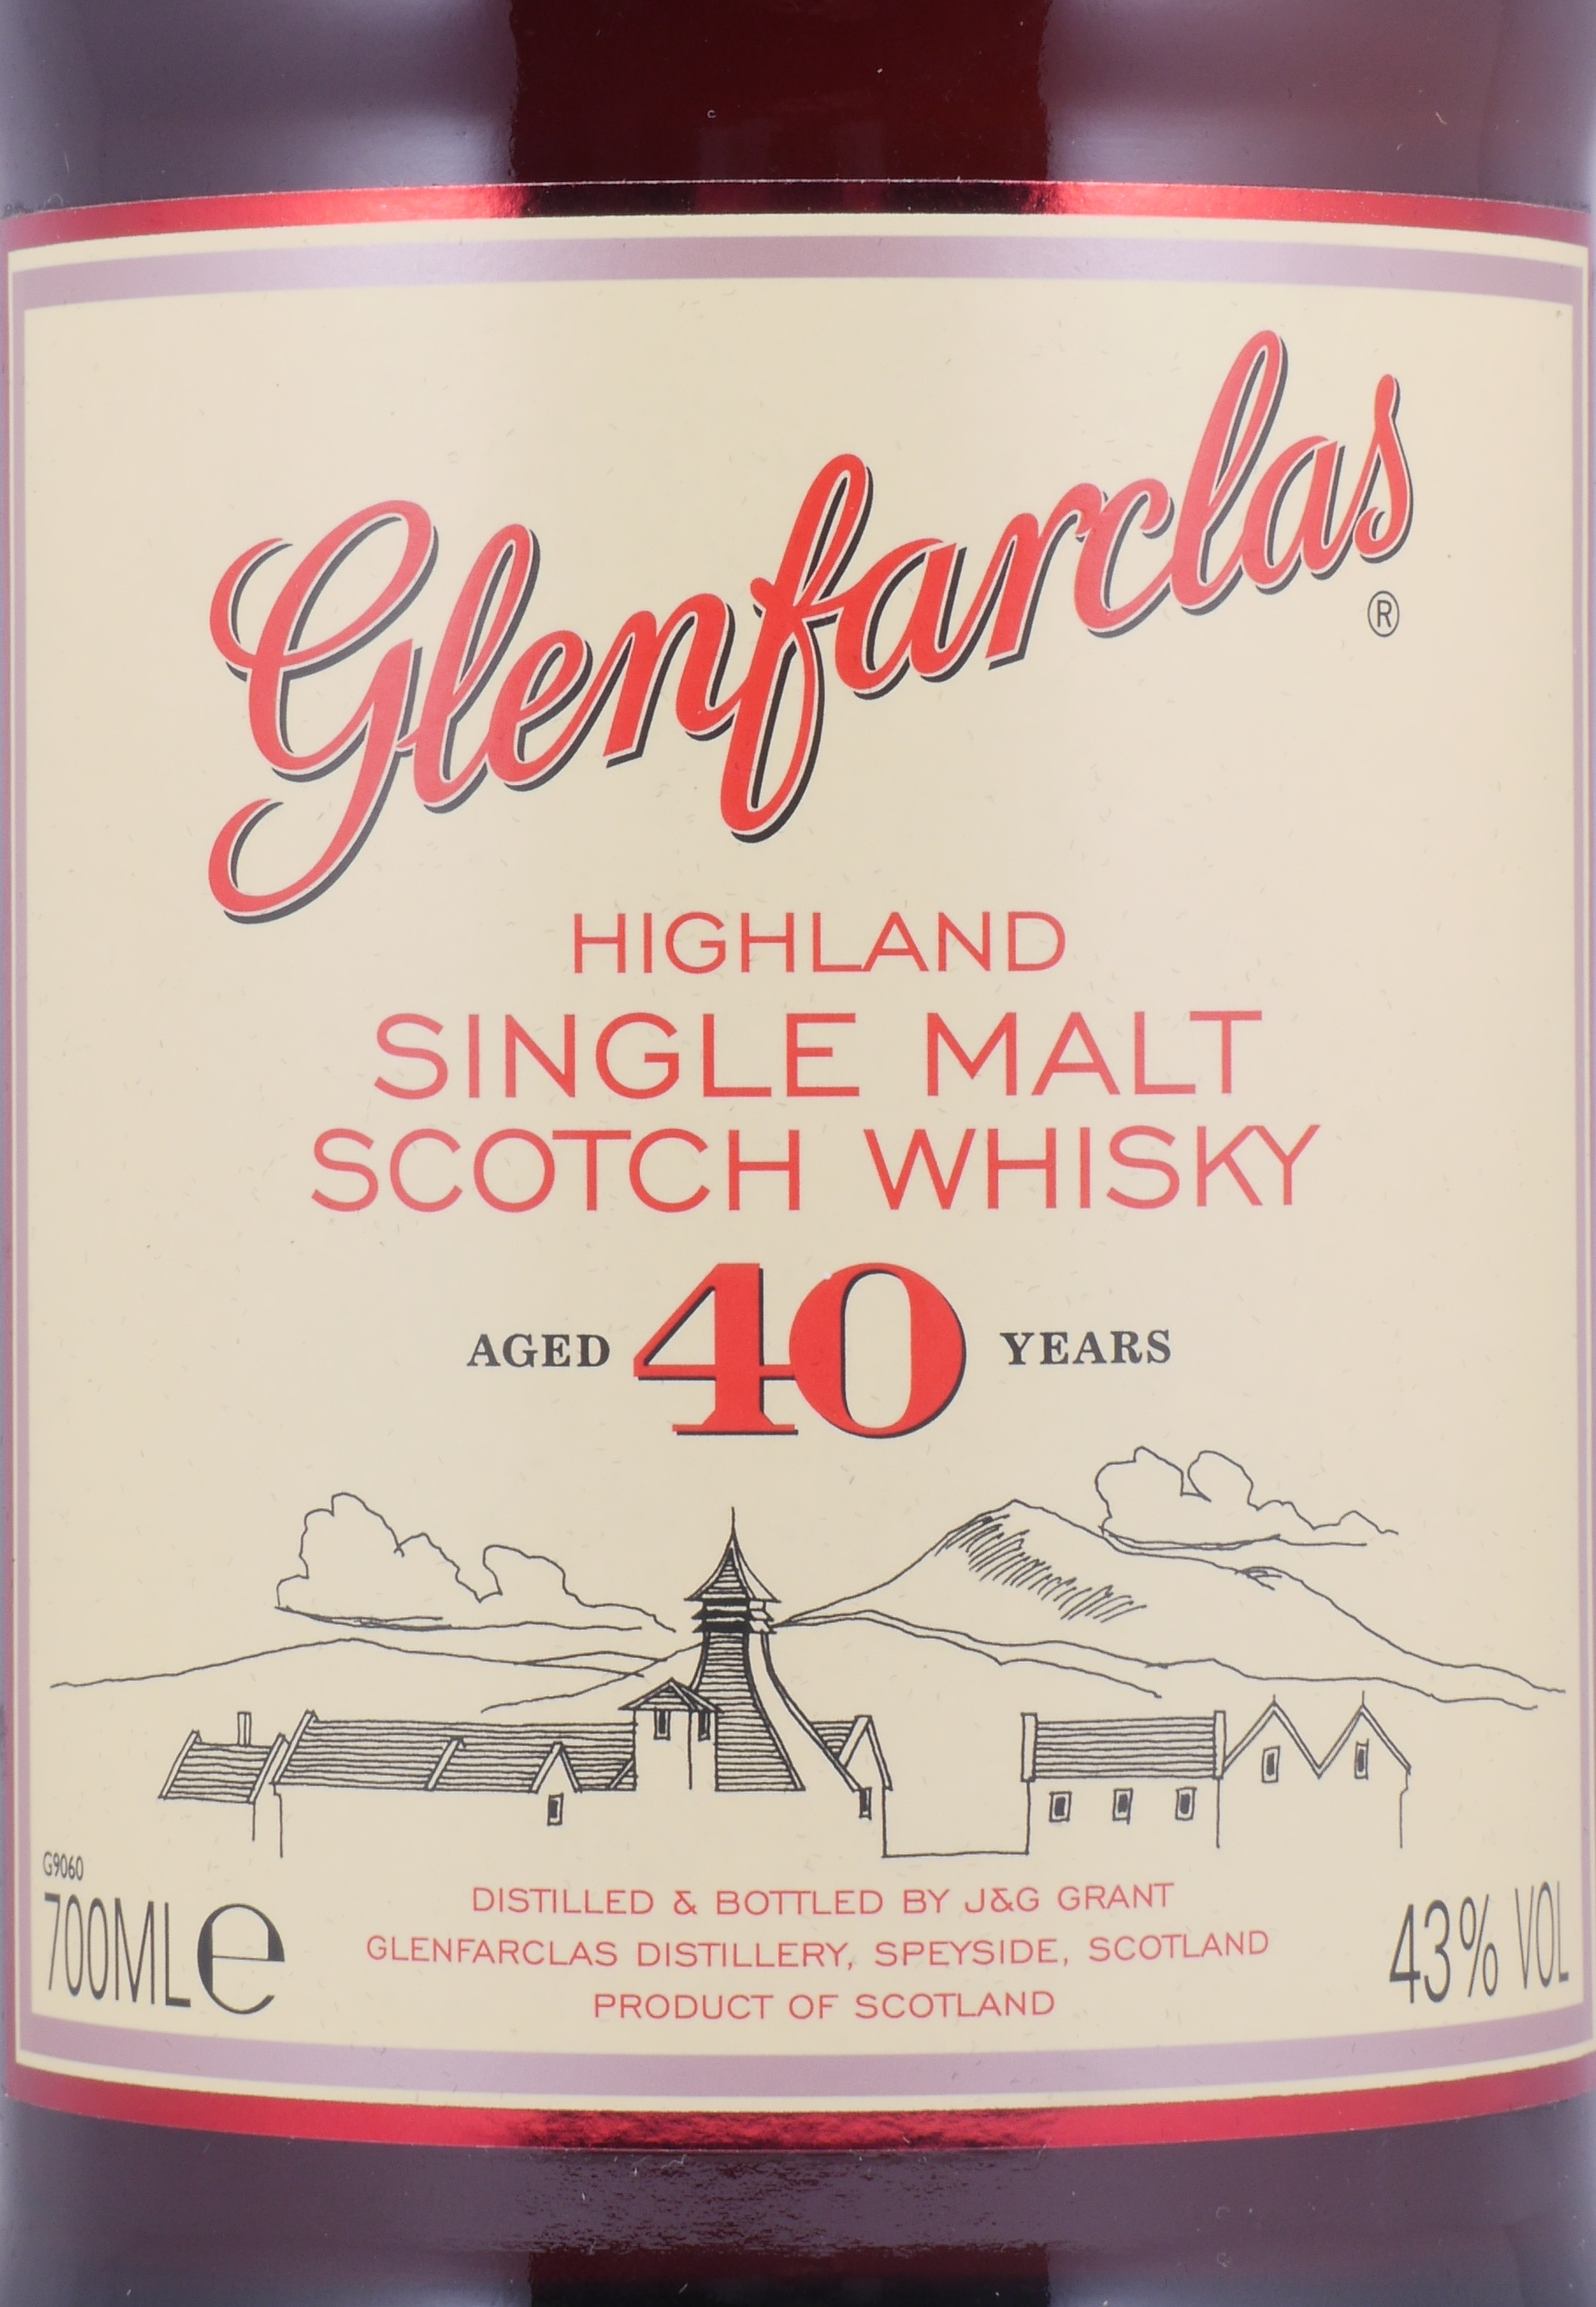 Glenfarclas
®
HIGHLAND
SINGLE MALT
SCOTCH WHISKY
AGED 40 YEARS
G9060
700ML e
DISTILLED & BOTTLED BY J&G GRANT
GLENFARCLAS DISTILLERY, SPEYSIDE, SCOTLAND
PRODUCT OF SCOTLAND
43% VOL